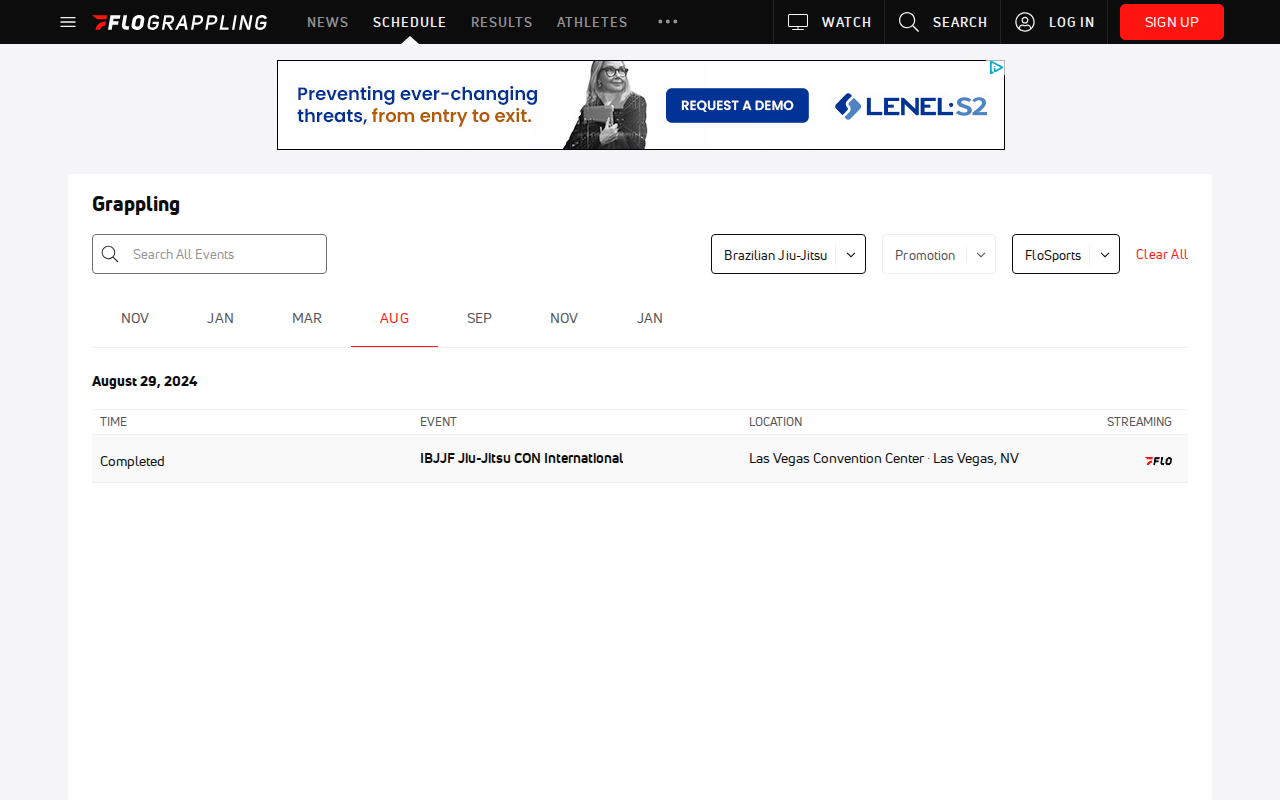 FLOGRAPPLING
NEWS
SCHEDULE
RESULTS
ATHLETES
WATCH
SEARCH
LOG IN
SIGN UP
Preventing ever-changing
threats, from entry to exit.
REQUEST A DEMO
LENEL·S2
Grappling
Search All Events
Brazilian Jiu-Jitsu
Promotion
FloSports
Clear All
NOV
JAN
MAR
AUG
SEP
NOV
JAN
August 29, 2024
TIME
EVENT
LOCATION
STREAMING
Completed
IBJJF Jiu-Jitsu CON International
Las Vegas Convention Center · Las Vegas, NV
FLO